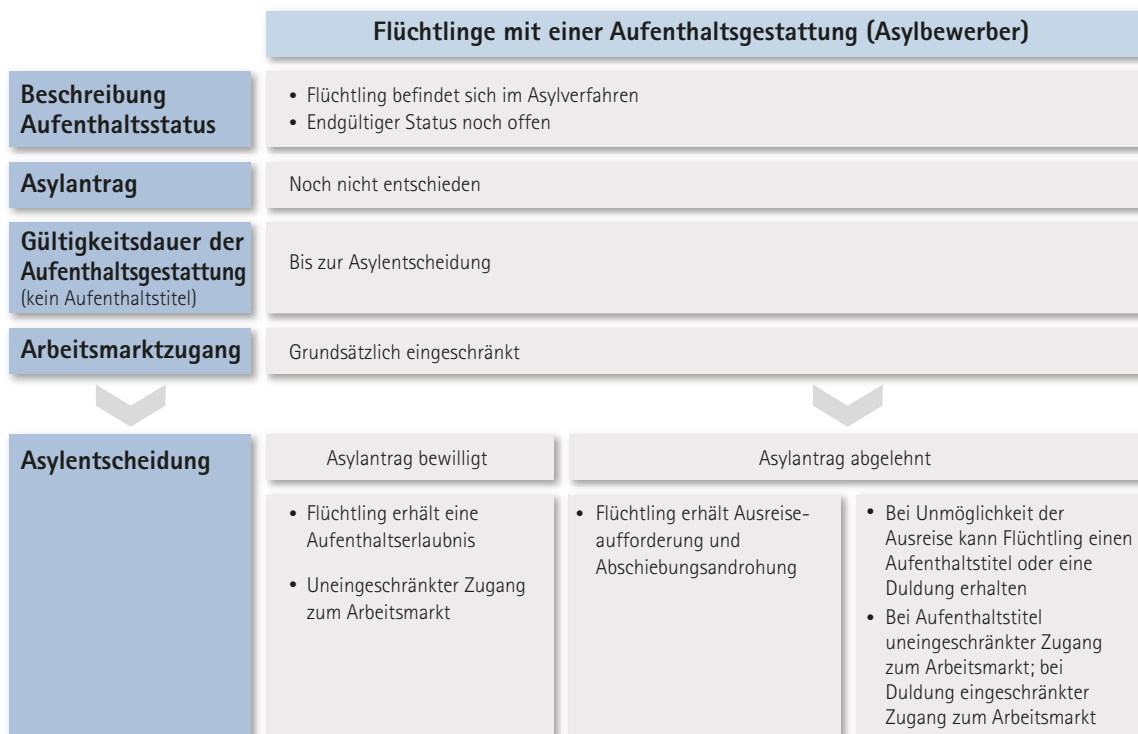 Flüchtlinge mit einer Aufenthaltsgestattung (Asylbewerber)
Beschreibung
Aufenthaltsstatus
• Flüchtling befindet sich im Asylverfahren
• Endgültiger Status noch offen
Asylantrag
Noch nicht entschieden
Gültigkeitsdauer der
Aufenthaltsgestattung
(kein Aufenthaltstitel)
Bis zur Asylentscheidung
Arbeitsmarktzugang
Grundsätzlich eingeschränkt
Asylentscheidung
Asylantrag bewilligt
Asylantrag abgelehnt
• Flüchtling erhält eine
Aufenthaltserlaubnis
• Uneingeschränkter Zugang
zum Arbeitsmarkt
• Flüchtling erhält Ausreise-
aufforderung und
Abschiebungsandrohung
• Bei Unmöglichkeit der
Ausreise kann Flüchtling einen
Aufenthaltstitel oder eine
Duldung erhalten
• Bei Aufenthaltstitel
uneingeschränkter Zugang
zum Arbeitsmarkt; bei
Duldung eingeschränkter
Zugang zum Arbeitsmarkt